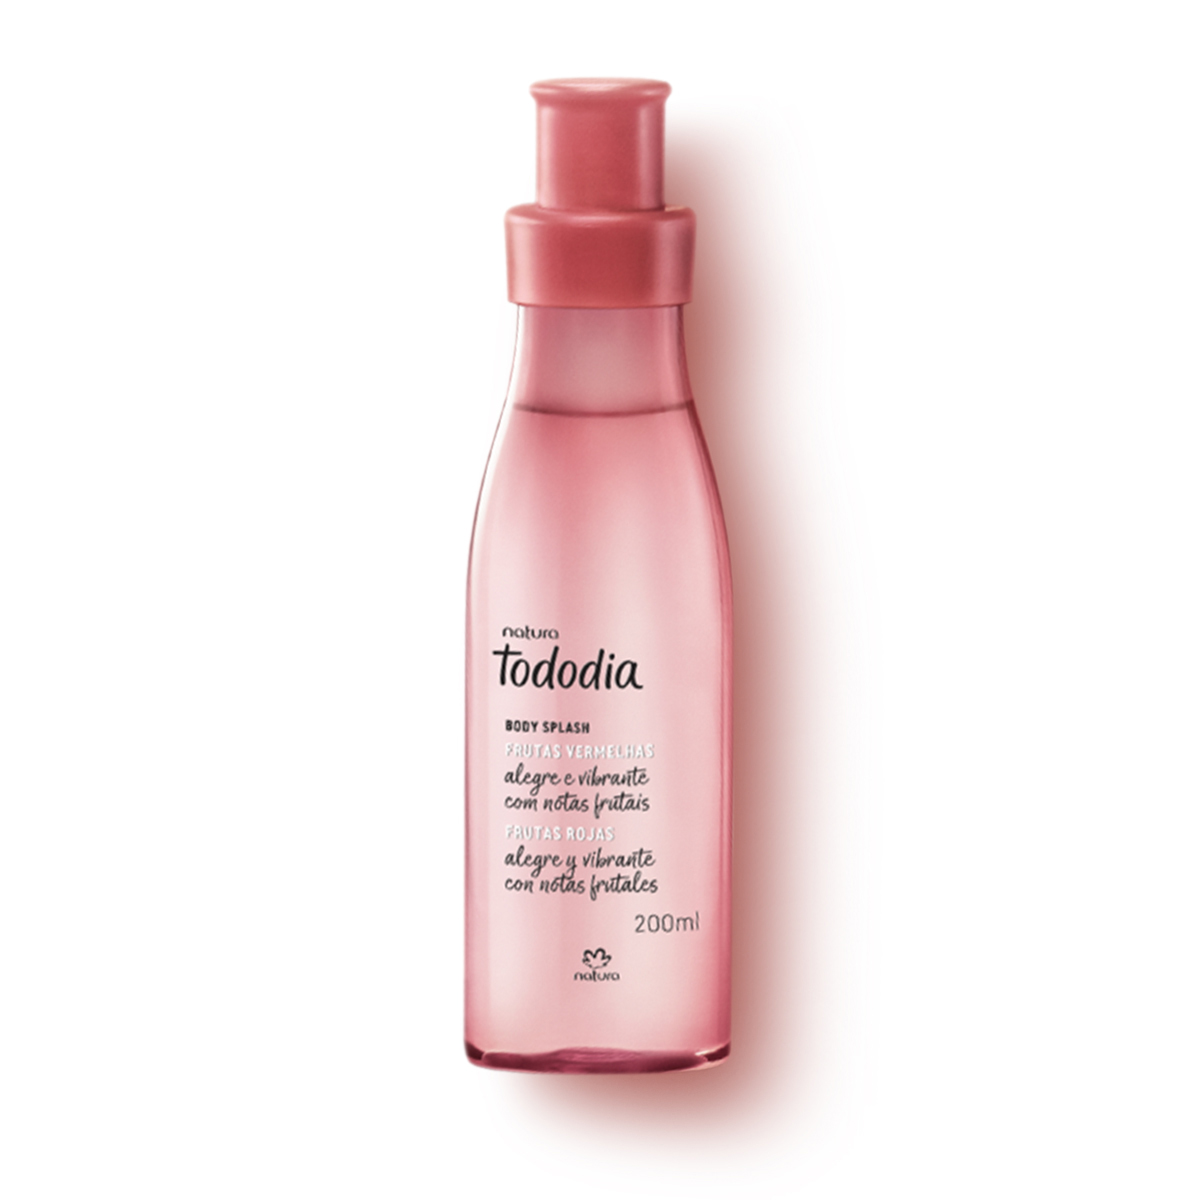 natura
Tododia
BODY SPLASH
FRUTAS VERMELHAS
alegre e vibrante
com notas frutais
FRUTAS ROJAS
alegre y vibrante
con notas frutales
200ml
natura